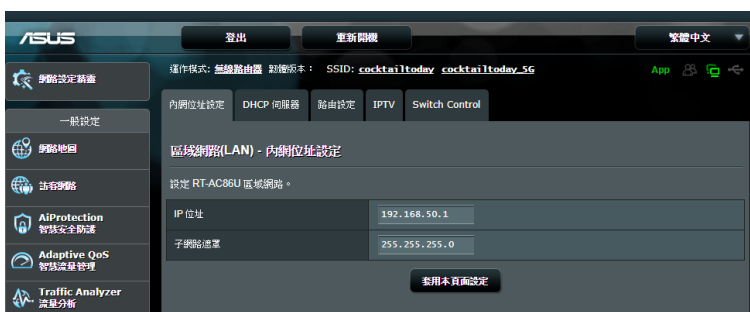 ASUS
登出
重新開機
繁體中文
網路設定精靈
運作模式: 無線路由器 韌體版本： SSID: cocktailtoday cocktailtoday_5G
App
一般設定
內網位址設定 DHCP 伺服器 路由設定 IPTV Switch Control
網路地圖
區域網路(LAN) - 內網位址設定
訪客網路
設定 RT-AC86U 區域網路。
IP 位址 192.168.50.1
AiProtection
智慧安全防護
子網路遮罩 255.255.255.0
Adaptive QoS
智慧流量管理
套用本頁面設定
Traffic Analyzer
流量分析